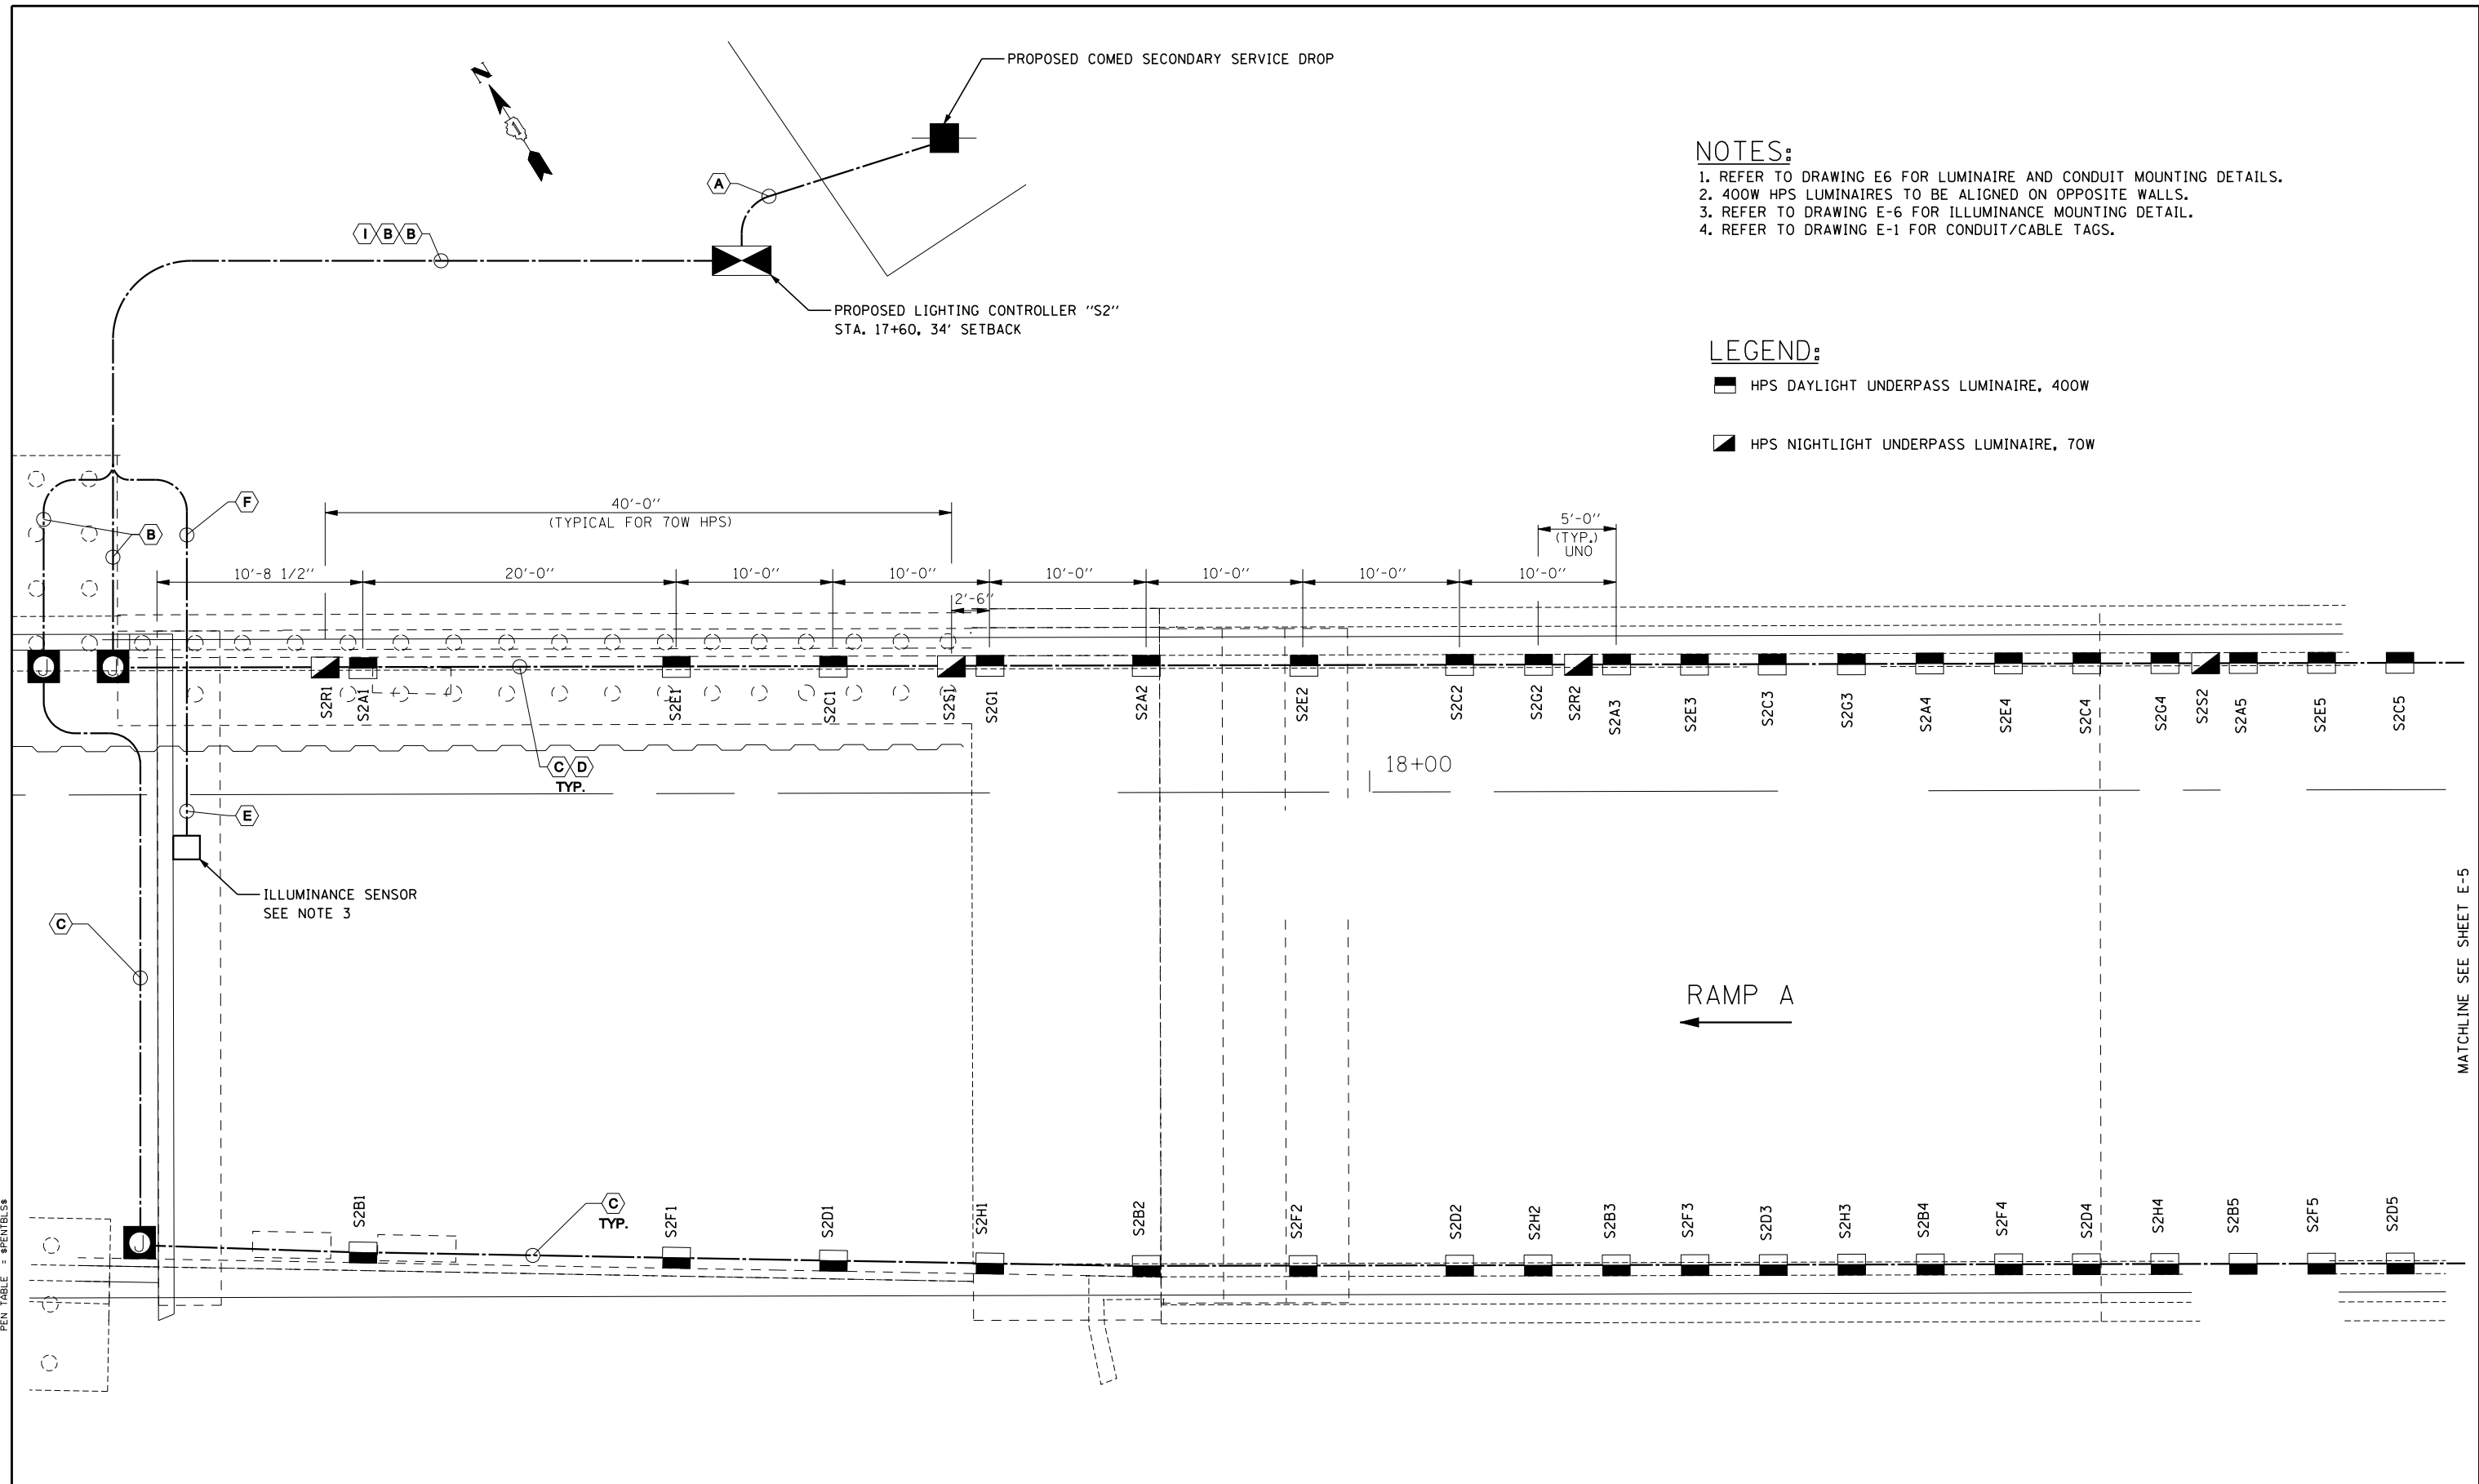 PROPOSED COMED SECONDARY SERVICE DROP
N
A
I B B
PROPOSED LIGHTING CONTROLLER "S2"
STA. 17+60, 34' SETBACK
NOTES:
1. REFER TO DRAWING E6 FOR LUMINAIRE AND CONDUIT MOUNTING DETAILS.
2. 400W HPS LUMINAIRES TO BE ALIGNED ON OPPOSITE WALLS.
3. REFER TO DRAWING E-6 FOR ILLUMINANCE MOUNTING DETAIL.
4. REFER TO DRAWING E-1 FOR CONDUIT/CABLE TAGS.
LEGEND:
HPS DAYLIGHT UNDERPASS LUMINAIRE, 400W
HPS NIGHTLIGHT UNDERPASS LUMINAIRE, 70W
F
B
40'-0"
(TYPICAL FOR 70W HPS)
5'-0"
(TYP.)
UNO
10'-8 1/2" 20'-0" 10'-0" 10'-0" 10'-0" 10'-0" 10'-0" 10'-0"
2'-6"
J J
S2R1 S2A1 S2E1 S2C1 S2S1 S2G1 S2A2 S2E2 S2C2 S2G2 S2R2 S2A3 S2E3 S2C3 S2G3 S2A4 S2E4 S2C4 S2G4 S2S2 S2A5 S2E5 S2C5
C D
TYP.
18+00
E
ILLUMINANCE SENSOR
SEE NOTE 3
C
RAMP A
MATCHLINE SEE SHEET E-5
C
TYP.
J
S2B1 S2F1 S2D1 S2H1 S2B2 S2F2 S2D2 S2H2 S2B3 S2F3 S2D3 S2H3 S2B4 S2F4 S2D4 S2H4 S2B5 S2F5 S2D5
PEN TABLE = $PENTBLS$